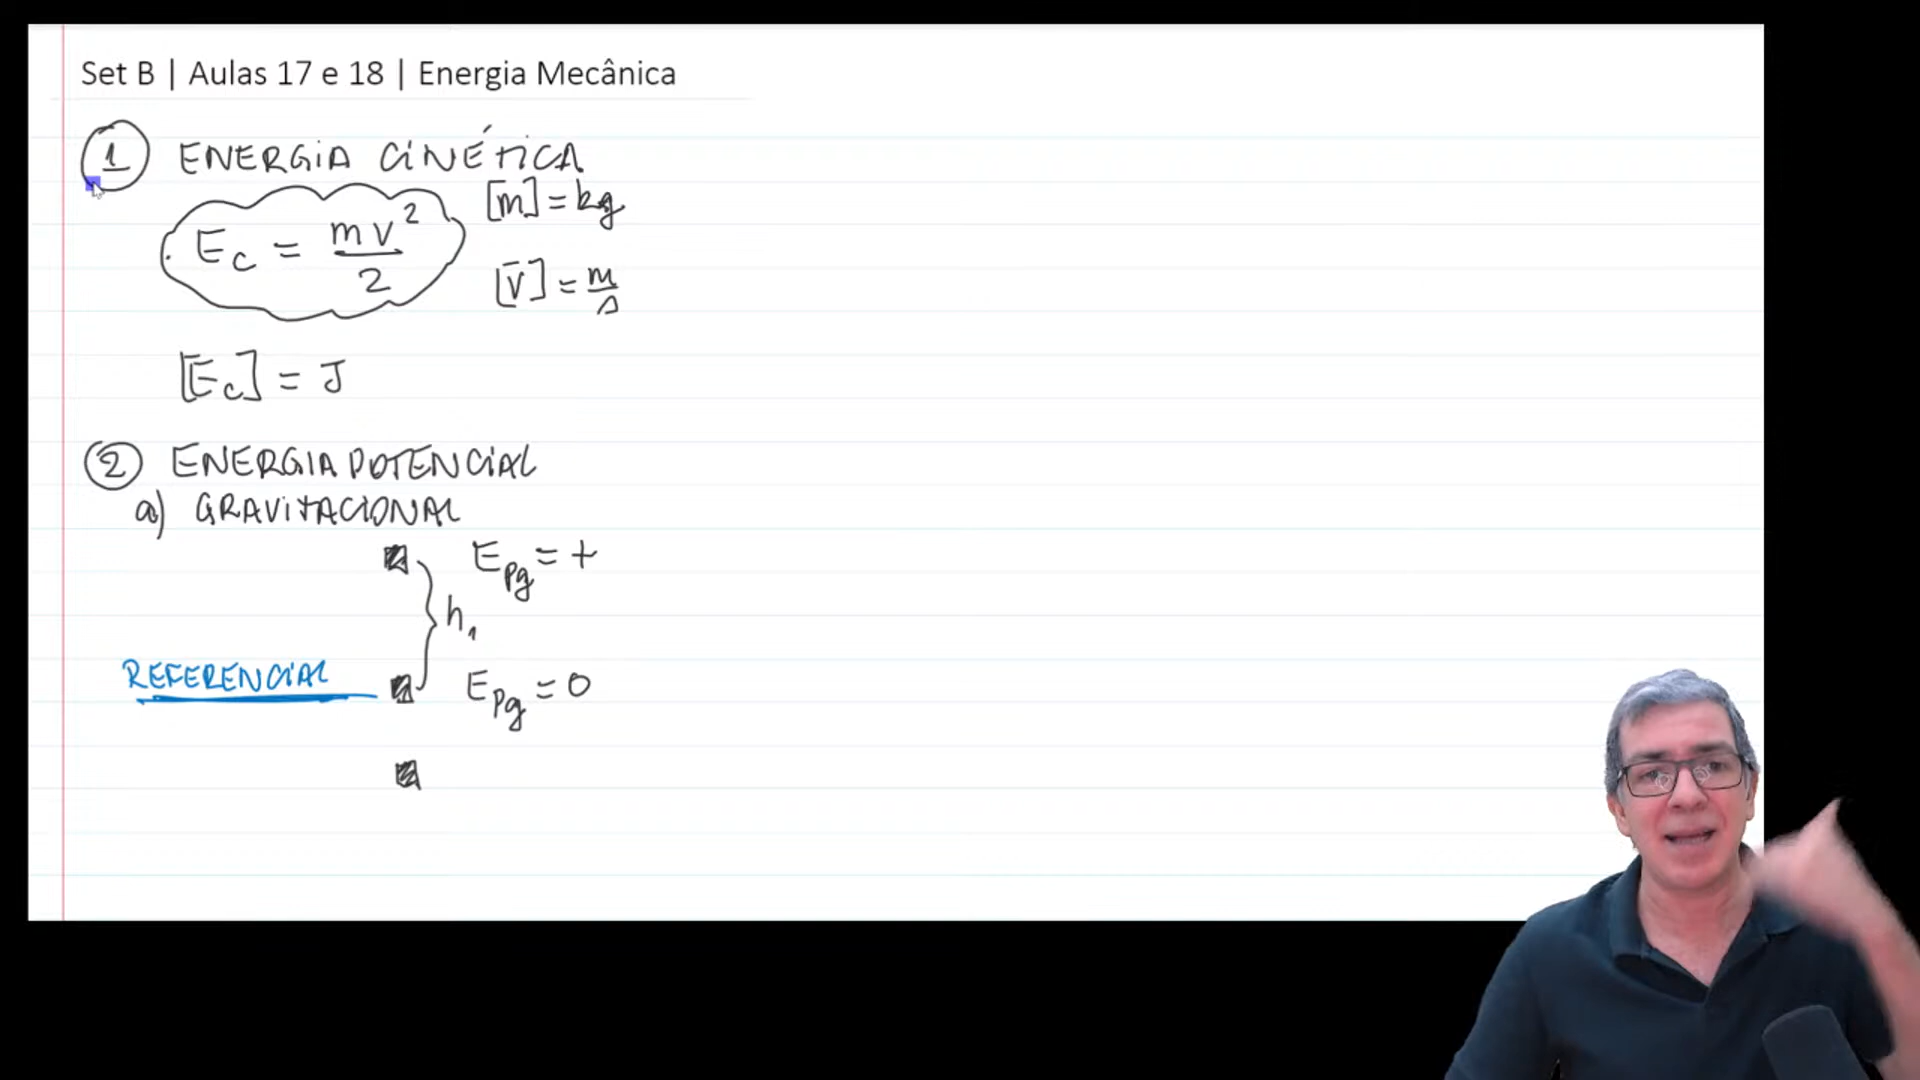 Set B | Aulas 17 e 18 | Energia Mecânica
1 ENERGIA CINÉTICA
Ec = mv²/2
[m] = kg
[v] = m/s
[Ec] = J
2 ENERGIA POTENCIAL
a) GRAVITACIONAL
Epg = +
h1
REFERENCIAL Epg = 0